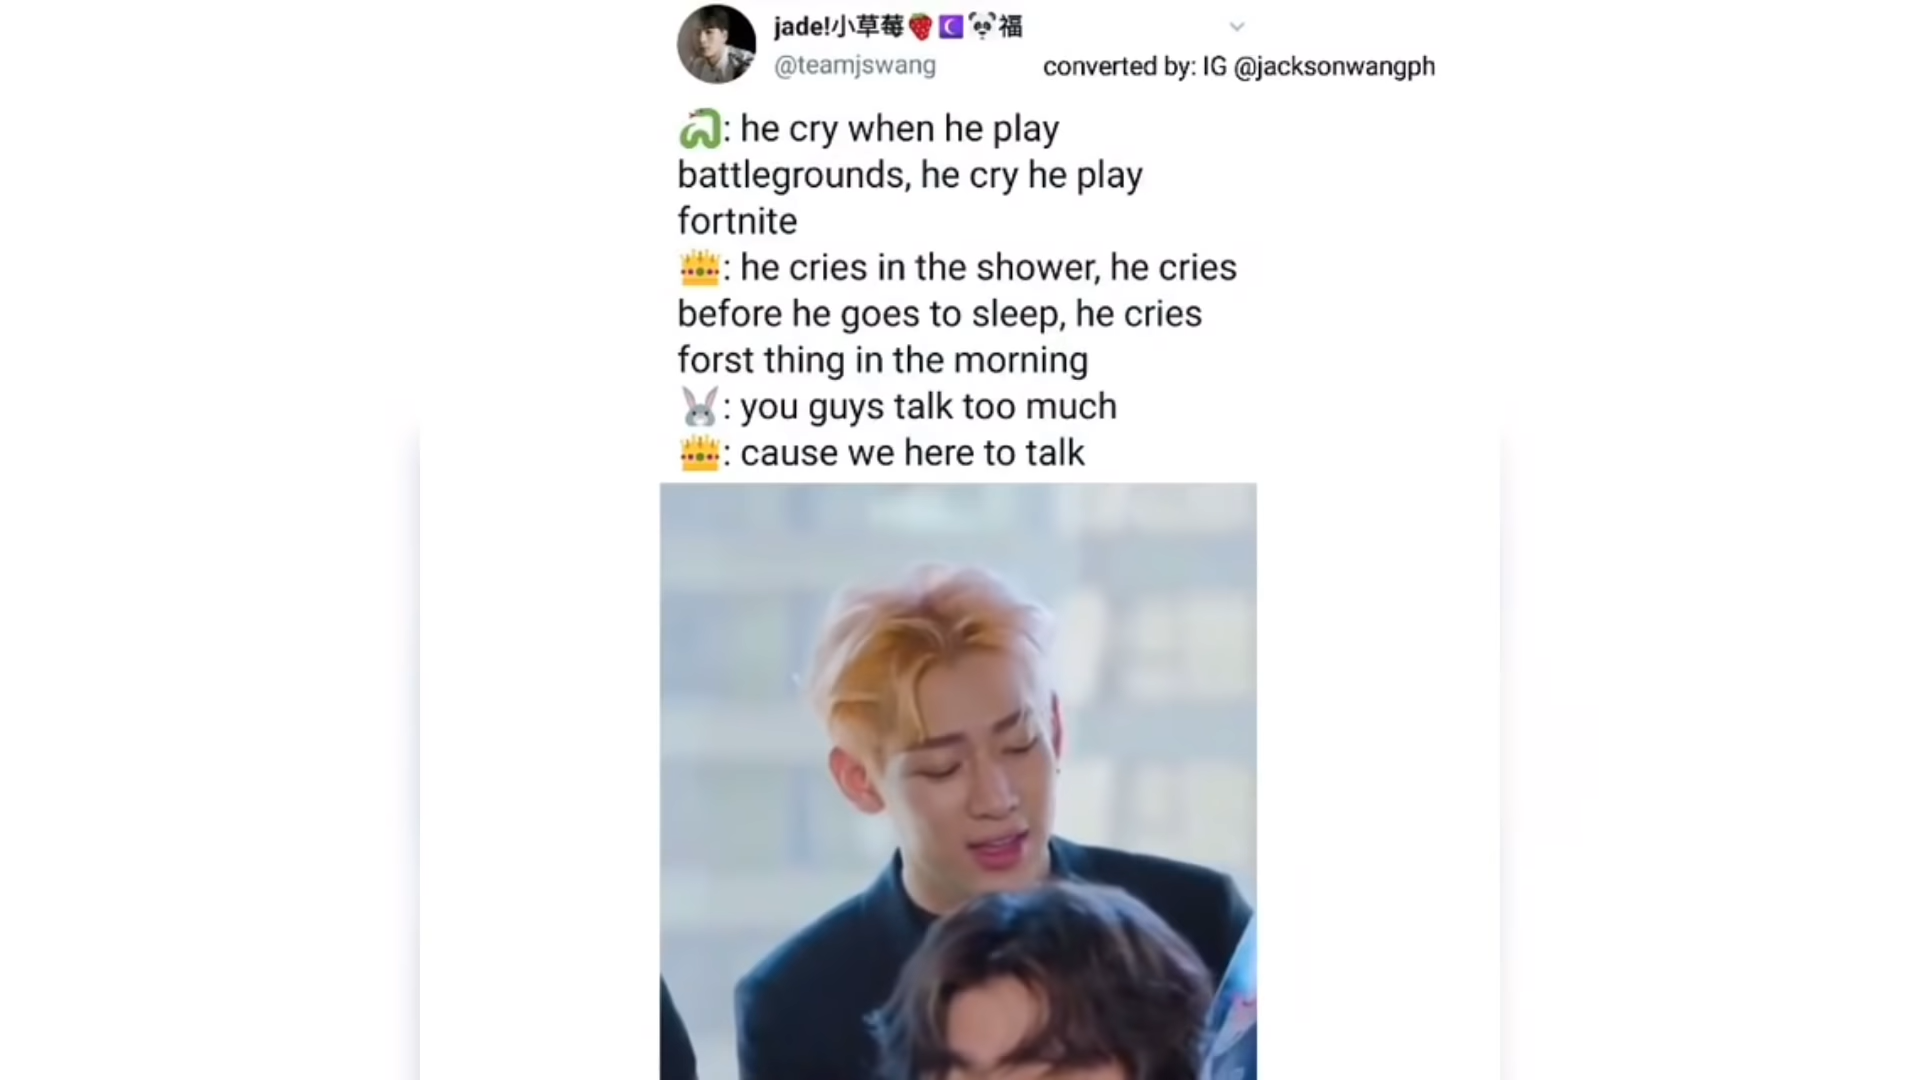 jade!小草莓🍓☪🐼福
@teamjswang
converted by: IG @jacksonwangph
🐍: he cry when he play
battlegrounds, he cry he play
fortnite
👑: he cries in the shower, he cries
before he goes to sleep, he cries
forst thing in the morning
🐰: you guys talk too much
👑: cause we here to talk